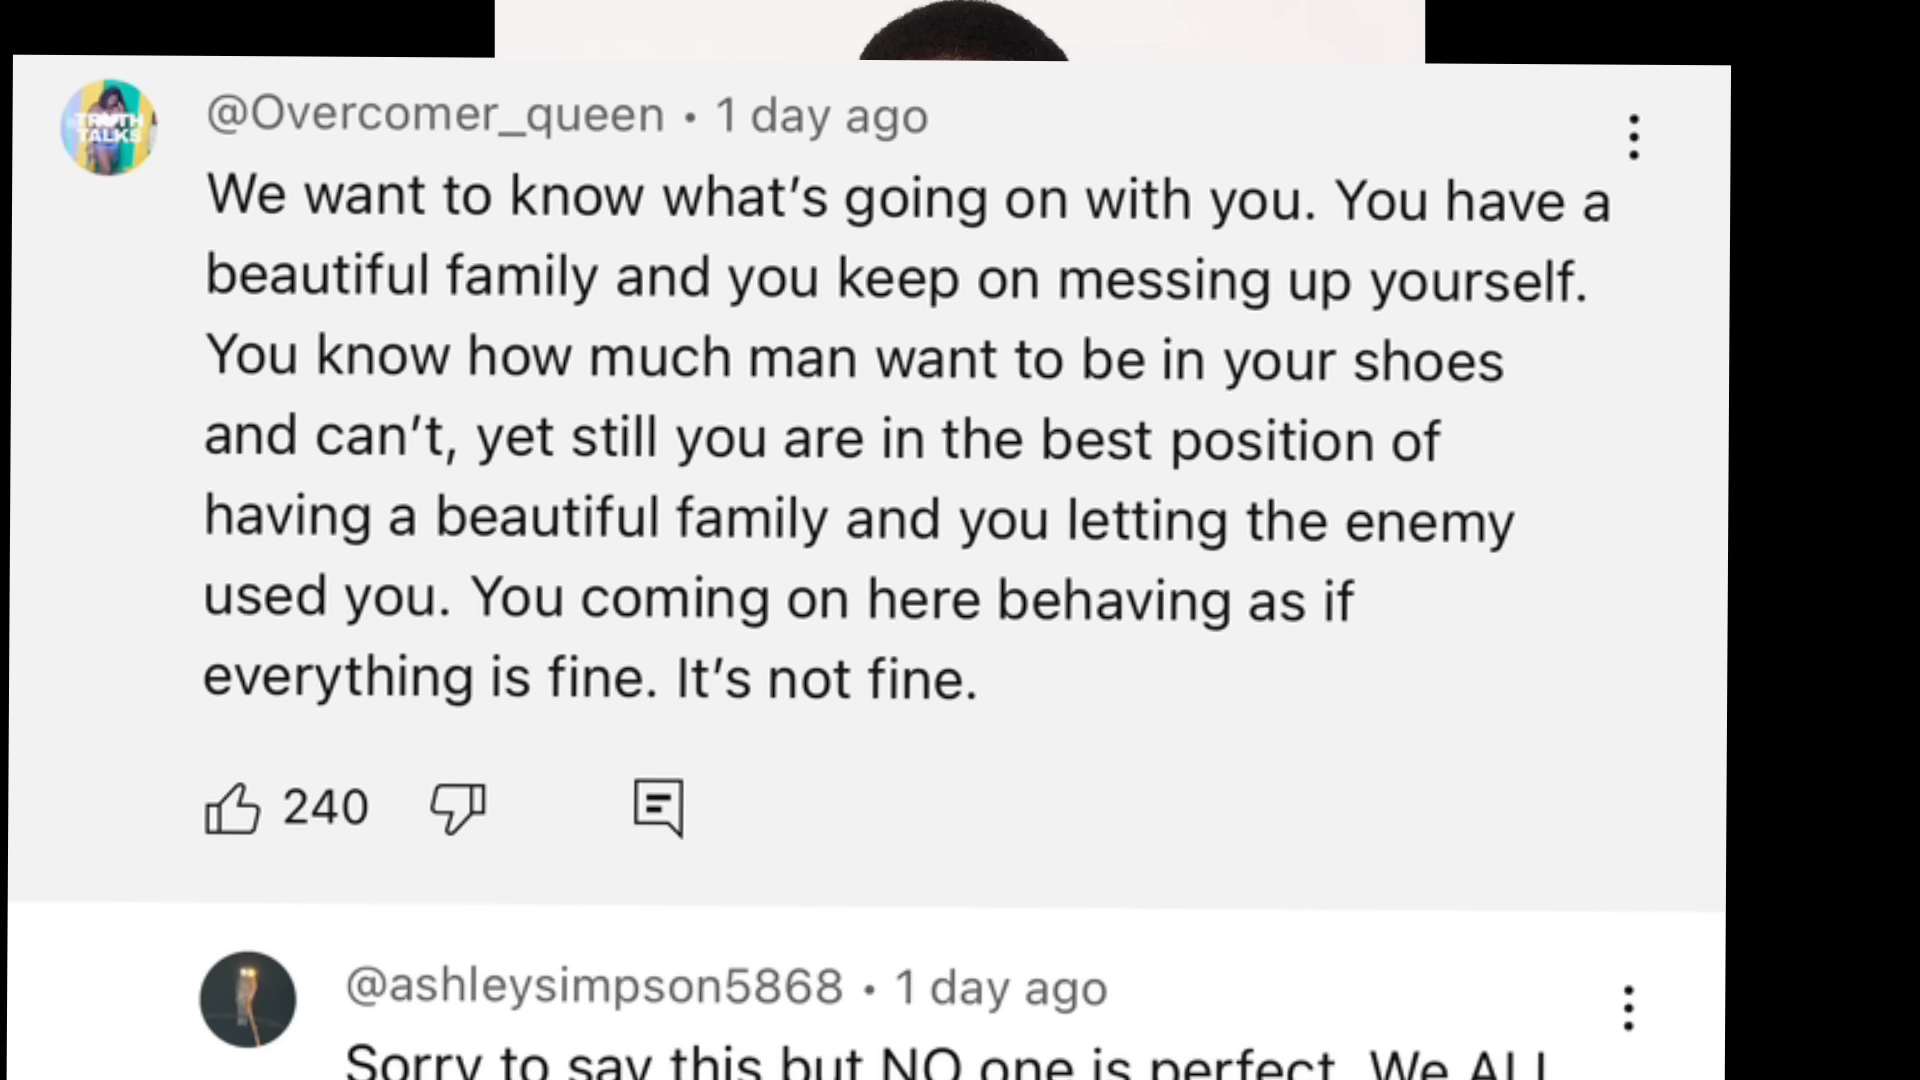 TRUTH
TALKS
@Overcomer_queen • 1 day ago
We want to know what's going on with you. You have a
beautiful family and you keep on messing up yourself.
You know how much man want to be in your shoes
and can't, yet still you are in the best position of
having a beautiful family and you letting the enemy
used you. You coming on here behaving as if
everything is fine. It's not fine.
240
@ashleysimpson5868 • 1 day ago
Sorry to say this but NO one is perfect. We ALL